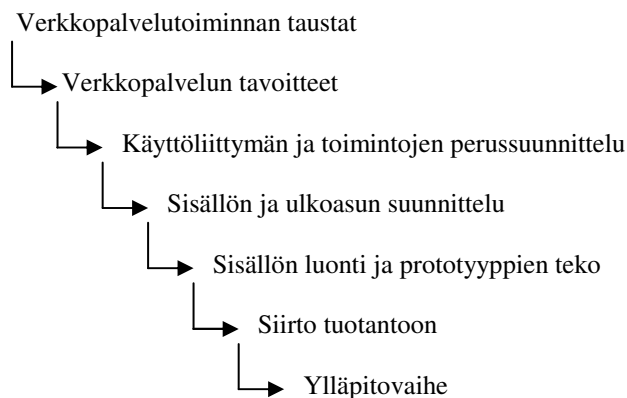 Verkkopalvelutoiminnan taustat
Verkkopalvelun tavoitteet
Käyttöliittymän ja toimintojen perussuunnittelu
Sisällön ja ulkoasun suunnittelu
Sisällön luonti ja prototyyppien teko
Siirto tuotantoon
Ylläpitovaihe